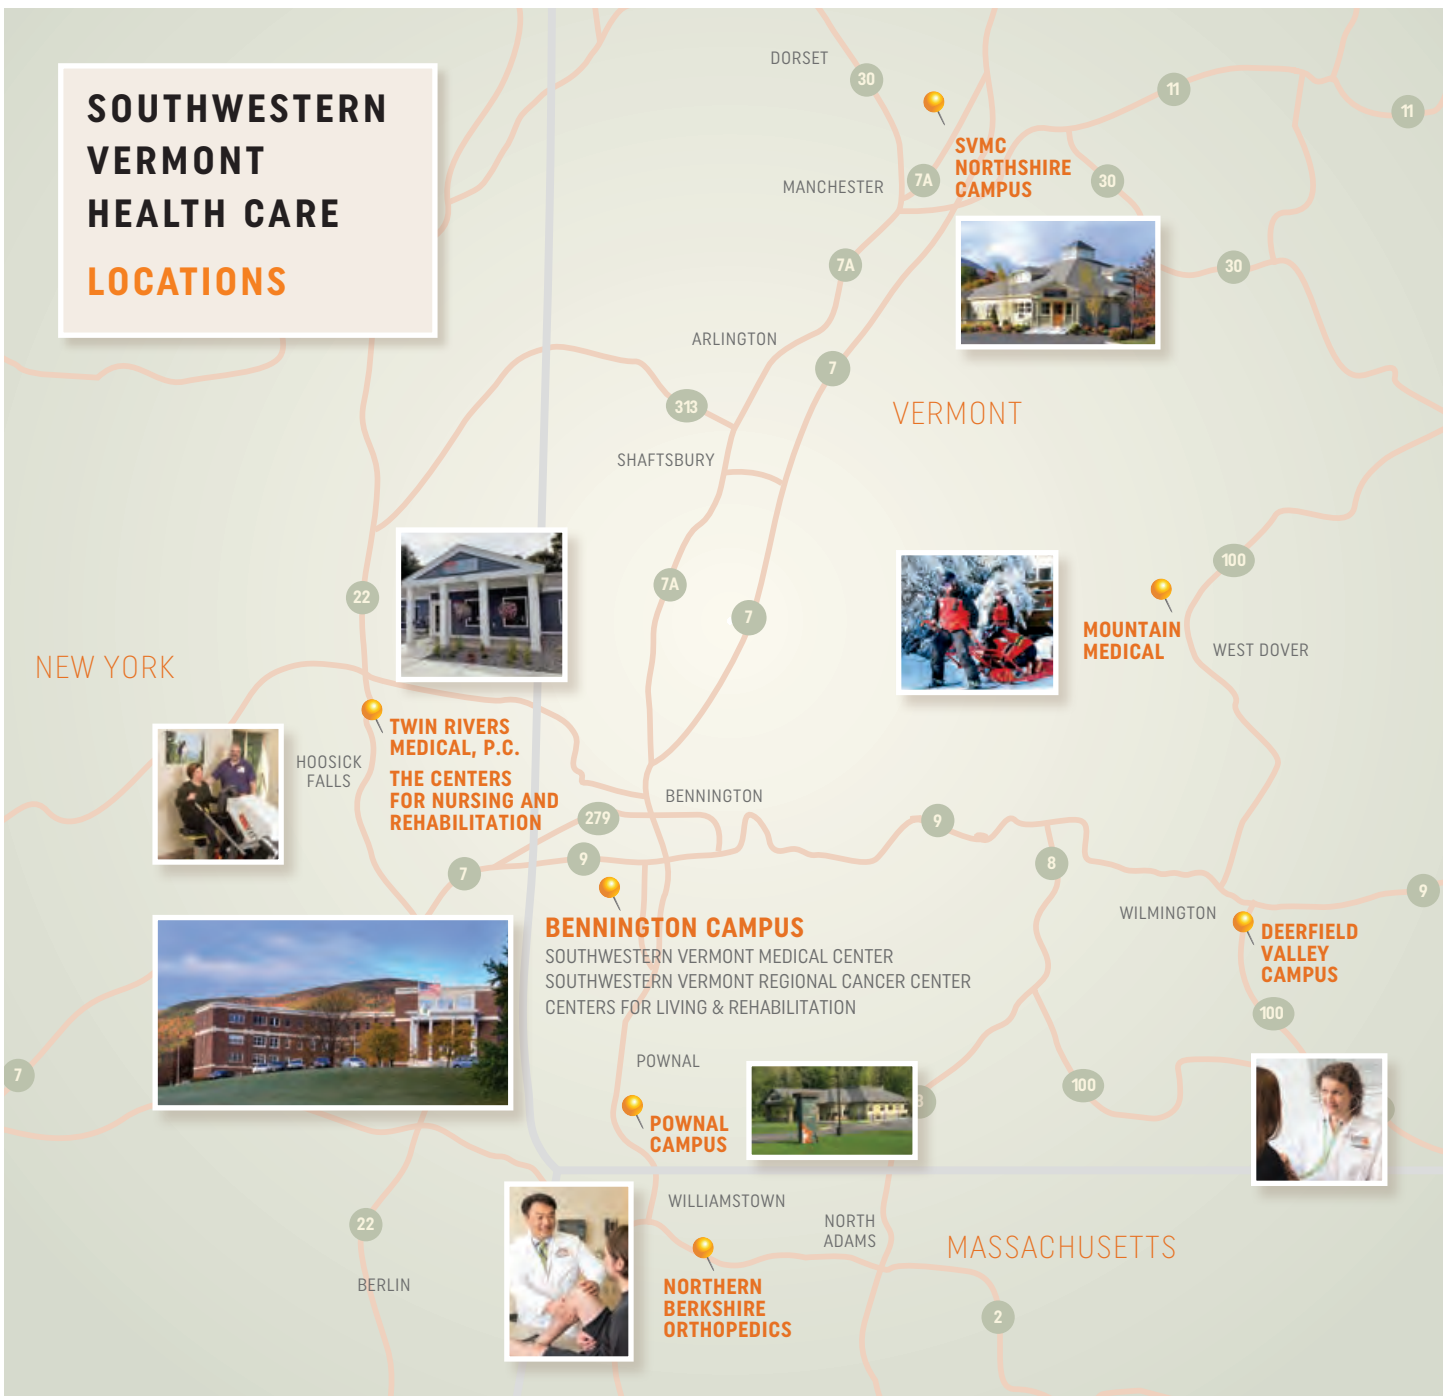 SOUTHWESTERN
VERMONT
HEALTH CARE
LOCATIONS
DORSET
30
11
11
SVMC
NORTHSHIRE
CAMPUS
MANCHESTER
7A
30
7A
30
ARLINGTON
7
313
VERMONT
SHAFTSBURY
22
7A
7
100
MOUNTAIN
MEDICAL
WEST DOVER
NEW YORK
TWIN RIVERS
MEDICAL, P.C.
HOOSICK
FALLS
THE CENTERS
FOR NURSING AND
REHABILITATION
BENNINGTON
279
9
9
7
8
9
WILMINGTON
DEERFIELD
VALLEY
CAMPUS
BENNINGTON CAMPUS
SOUTHWESTERN VERMONT MEDICAL CENTER
SOUTHWESTERN VERMONT REGIONAL CANCER CENTER
CENTERS FOR LIVING & REHABILITATION
100
7
POWNAL
100
8
POWNAL
CAMPUS
WILLIAMSTOWN
22
NORTH
ADAMS
MASSACHUSETTS
BERLIN
NORTHERN
BERKSHIRE
ORTHOPEDICS
2